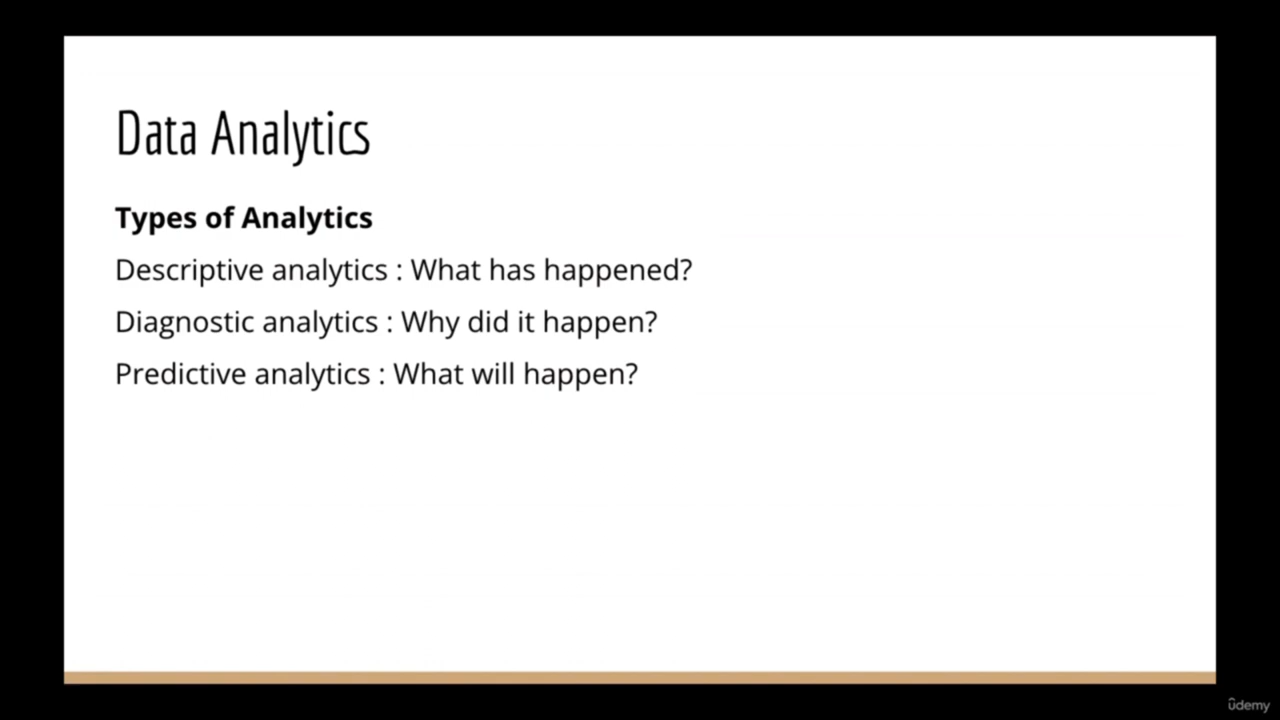 Data Analytics
Types of Analytics
Descriptive analytics : What has happened?
Diagnostic analytics : Why did it happen?
Predictive analytics : What will happen?
ûdemy